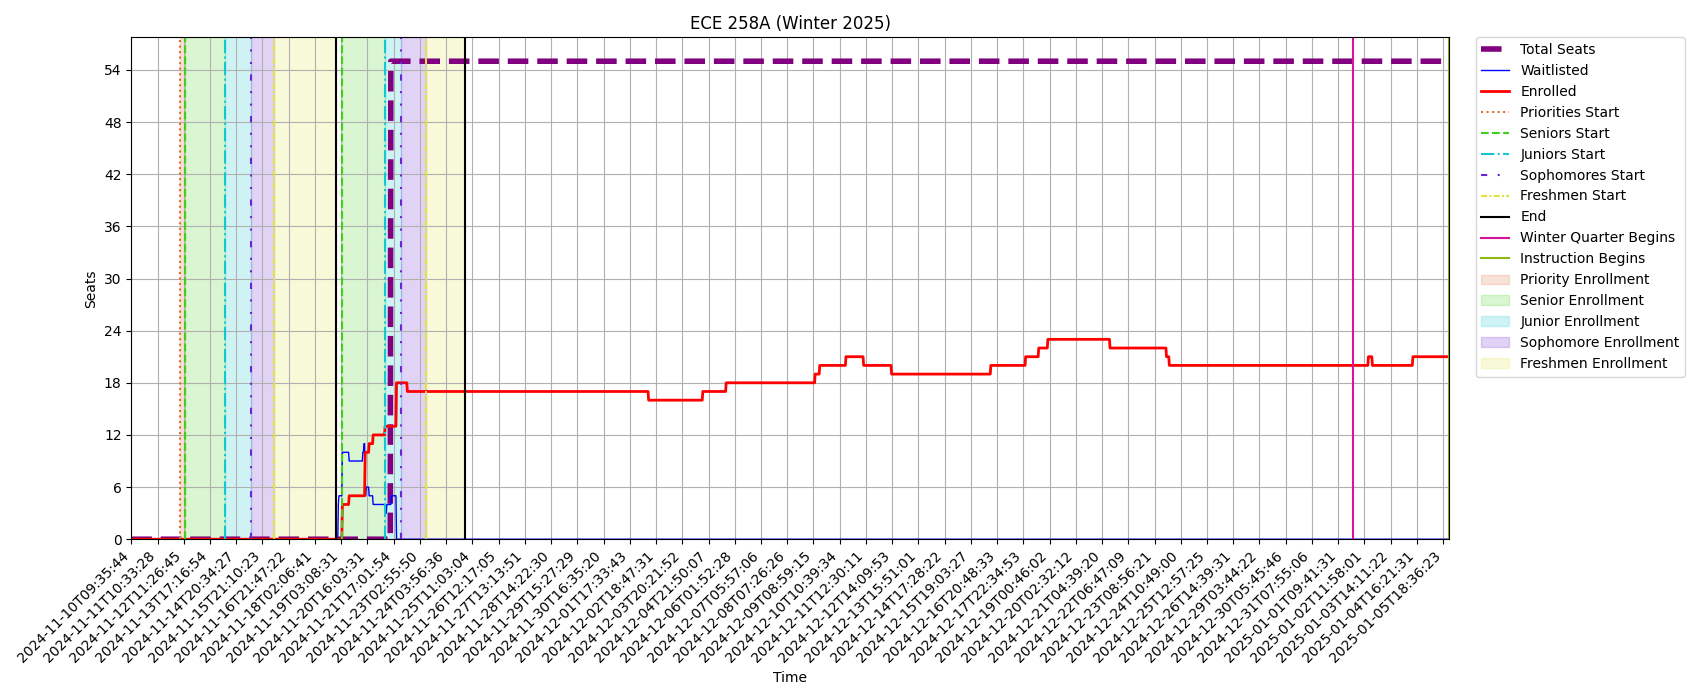 ECE 258A (Winter 2025)
Seats
54
48
42
36
30
24
18
12
6
0
2024-11-10T09:35:44
2024-11-11T10:33:28
2024-11-12T11:26:45
2024-11-13T17:16:54
2024-11-14T20:34:27
2024-11-15T21:10:23
2024-11-16T21:47:22
2024-11-18T02:06:41
2024-11-19T03:08:31
2024-11-20T16:03:31
2024-11-21T17:01:54
2024-11-23T02:55:50
2024-11-24T03:56:36
2024-11-25T11:03:04
2024-11-26T12:17:05
2024-11-27T13:13:51
2024-11-28T14:22:30
2024-11-29T15:27:29
2024-11-30T16:35:20
2024-12-01T17:33:43
2024-12-02T18:47:31
2024-12-03T20:21:52
2024-12-04T21:50:07
2024-12-06T01:52:28
2024-12-07T05:57:06
2024-12-08T07:26:26
2024-12-09T08:59:15
2024-12-10T10:39:34
2024-12-11T12:30:11
2024-12-12T14:09:53
2024-12-13T15:51:01
2024-12-14T17:28:22
2024-12-15T19:03:27
2024-12-16T20:48:33
2024-12-17T22:34:53
2024-12-19T00:46:02
2024-12-20T02:32:12
2024-12-21T04:39:20
2024-12-22T06:47:09
2024-12-23T08:56:21
2024-12-24T10:49:00
2024-12-25T12:57:25
2024-12-26T14:39:31
2024-12-29T03:44:22
2024-12-30T05:45:46
2024-12-31T07:55:06
2025-01-01T09:41:31
2025-01-02T11:58:01
2025-01-03T14:11:22
2025-01-04T16:21:31
2025-01-05T18:36:23
Time
Total Seats
Waitlisted
Enrolled
Priorities Start
Seniors Start
Juniors Start
Sophomores Start
Freshmen Start
End
Winter Quarter Begins
Instruction Begins
Priority Enrollment
Senior Enrollment
Junior Enrollment
Sophomore Enrollment
Freshmen Enrollment